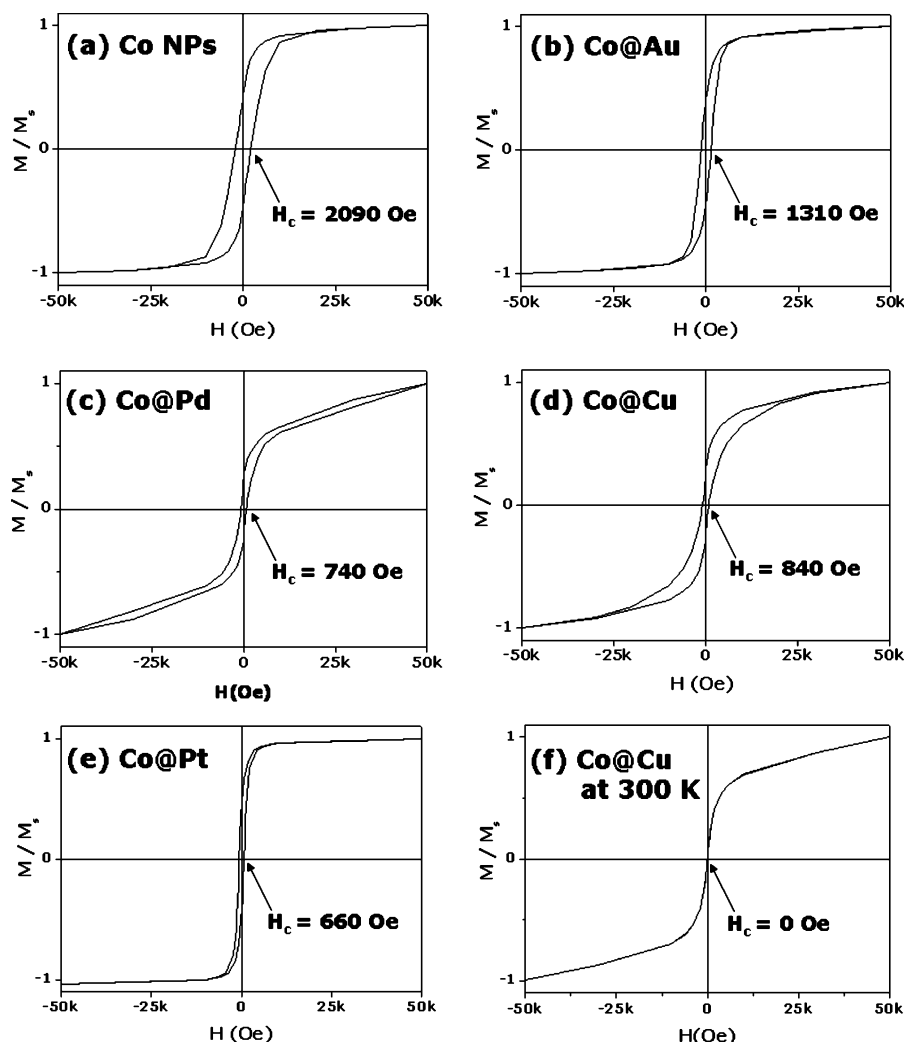 (a) Co NPs
1
0
-1
M / Ms
Hc = 2090 Oe
-50k -25k 0 25k 50k
H (Oe)
(b) Co@Au
1
0
-1
M / Ms
Hc = 1310 Oe
-50k -25k 0 25k 50k
H (Oe)
(c) Co@Pd
1
0
-1
M / Ms
Hc = 740 Oe
-50k -25k 0 25k 50k
H(Oe)
(d) Co@Cu
1
0
-1
M / Ms
Hc = 840 Oe
-50k -25k 0 25k 50k
H (Oe)
(e) Co@Pt
1
0
-1
M / Ms
Hc = 660 Oe
-50k -25k 0 25k 50k
H (Oe)
(f) Co@Cu
at 300 K
1
0
-1
M / Ms
Hc = 0 Oe
-50k -25k 0 25k 50k
H(Oe)